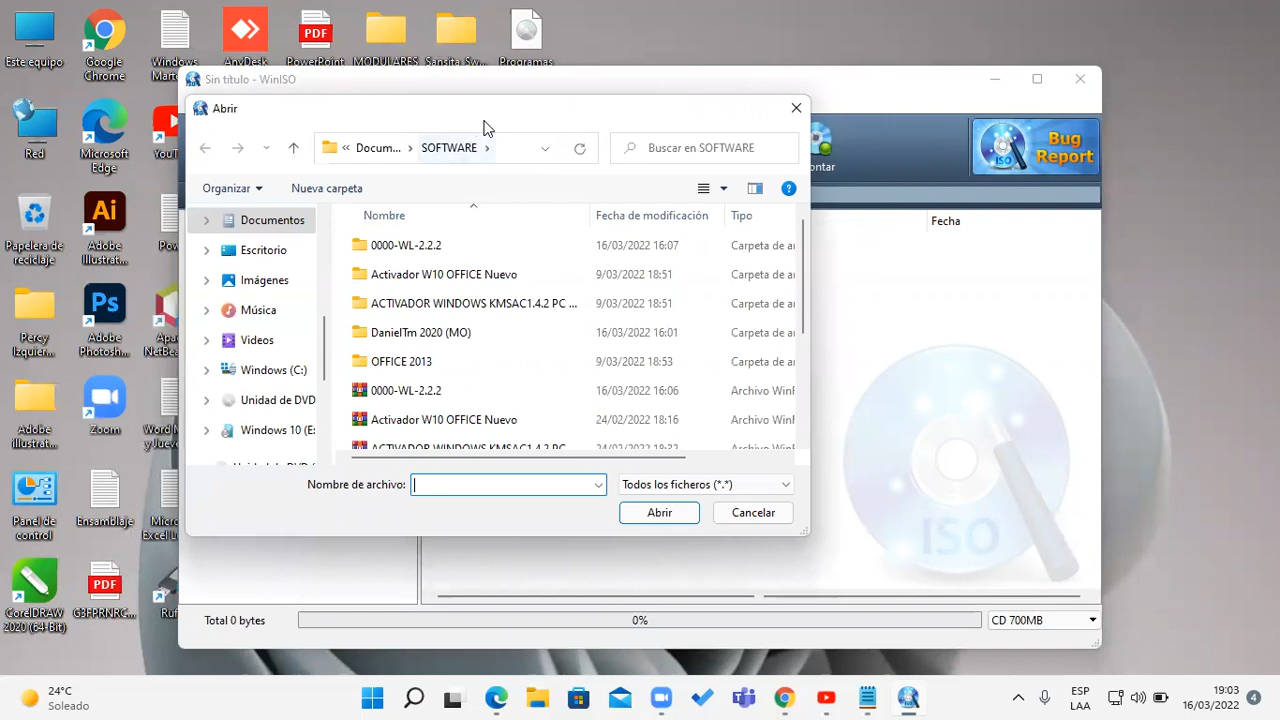 Este equipo
Google
Chrome
Windows
AnyDesk
PDF
PowerPoint
MODULARES
Programas
Sin título - WinISO
Abrir
Red
Microsoft
Edge
Docum...
SOFTWARE
Buscar en SOFTWARE
Bug
Report
ISO
Organizar
Nueva carpeta
Papelera de
reciclaje
Adobe
Illustrat...
Nombre
Fecha de modificación
Tipo
Fecha
Documentos
Escritorio
Imágenes
Música
Videos
Windows (C:)
Unidad de DVD
Windows 10 (E:
0000-WL-2.2.2
16/03/2022 16:07
Carpeta de ar
Activador W10 OFFICE Nuevo
9/03/2022 18:51
Carpeta de ar
ACTIVADOR WINDOWS KMSAC1.4.2 PC ...
9/03/2022 18:51
Carpeta de ar
DanielTm 2020 (MO)
16/03/2022 16:01
Carpeta de ar
OFFICE 2013
9/03/2022 18:53
Carpeta de ar
0000-WL-2.2.2
16/03/2022 16:06
Archivo WinF
Activador W10 OFFICE Nuevo
24/02/2022 18:16
Archivo WinF
Percy
Izquier...
Ps
Adobe
Photosh...
Ai
Adobe
illustrat...
Zoom
Nombre de archivo:
Todos los ficheros (*.*)
Abrir
Cancelar
Panel de
control
Ensamblaje
CorelDRAW
2020 (64-Bit)
PDF
G3FPRNRC...
ISO
Total 0 bytes
0%
CD 700MB
24°C
Soleado
ESP
LAA
19:03
16/03/2022
4